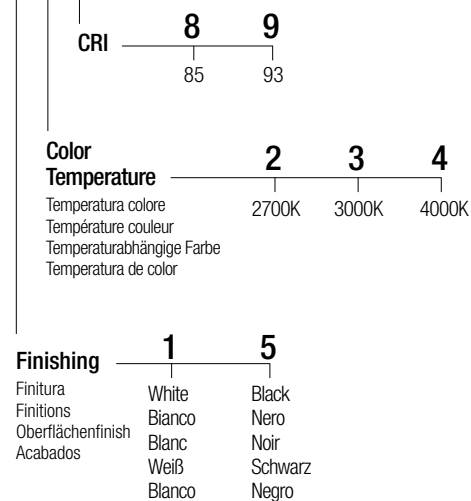 CRI 8 9
85 93
Color
Temperature 2 3 4
Temperatura colore 2700K 3000K 4000K
Température couleur
Temperaturabhängige Farbe
Temperatura de color
Finishing 1 5
Finitura White Black
Finitions Bianco Nero
Oberflächenfinish Blanc Noir
Acabados Weiß Schwarz
Blanco Negro